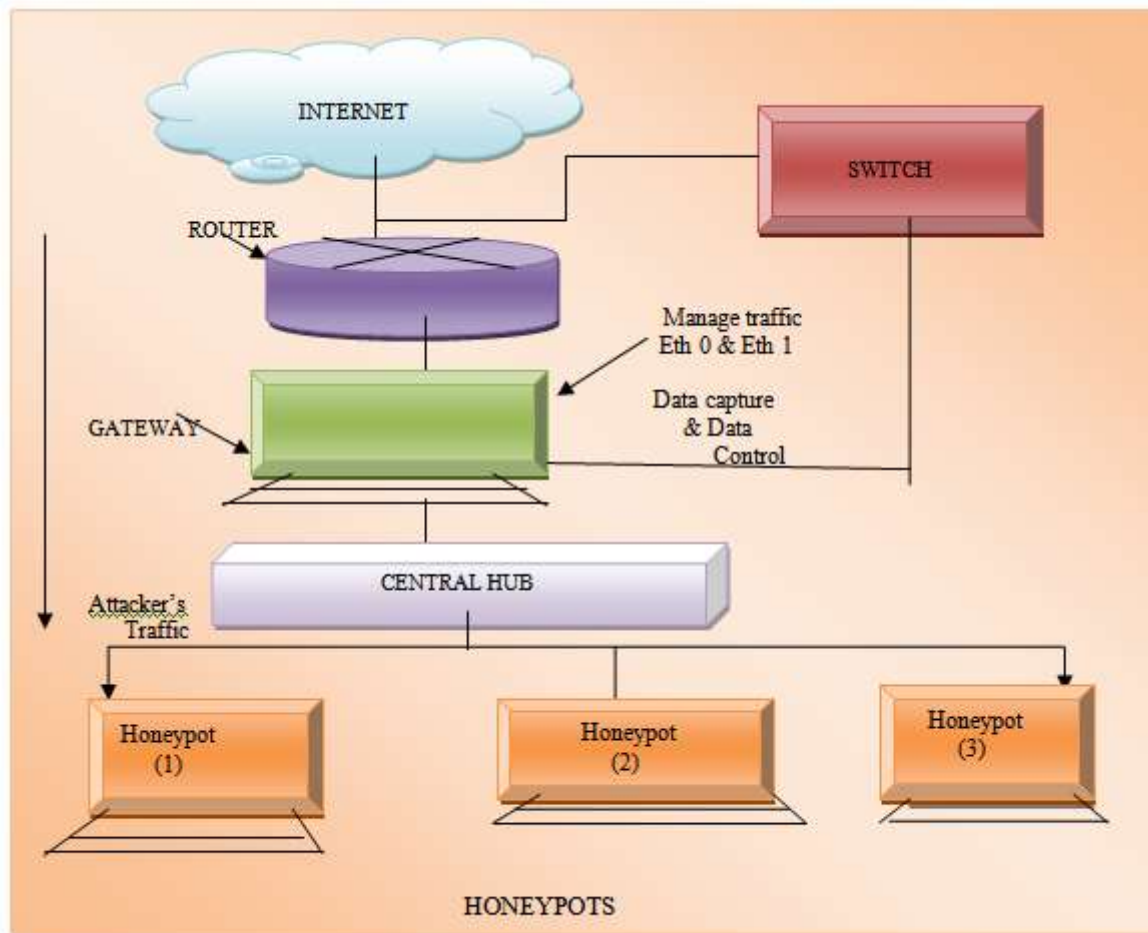 INTERNET
SWITCH
ROUTER
Manage traffic
Eth 0 & Eth 1
Data capture
& Data
Control
GATEWAY
CENTRAL HUB
Attacker's
Traffic
Honeypot
(1)
Honeypot
(2)
Honeypot
(3)
HONEYPOTS